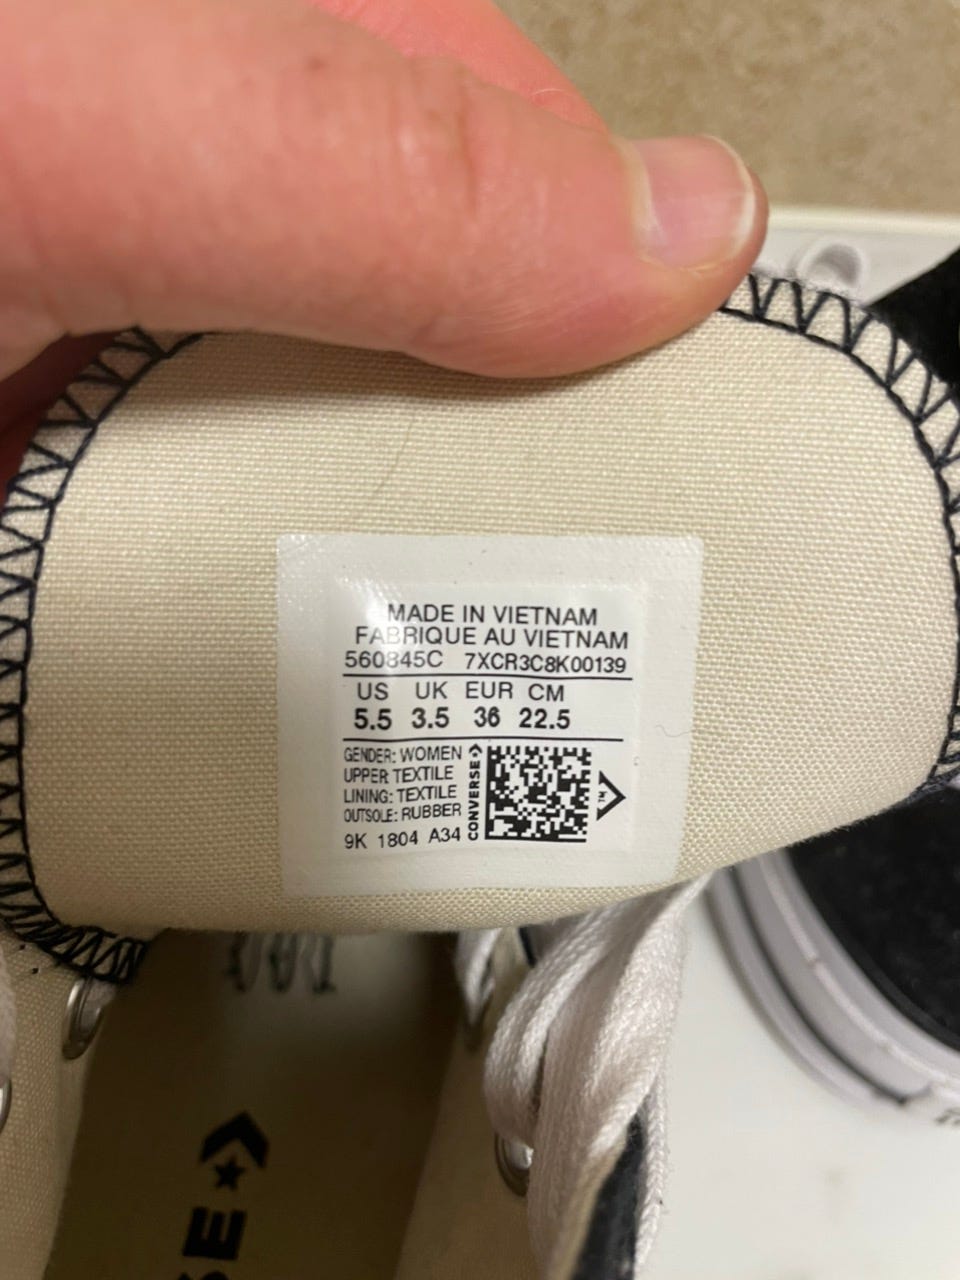 MADE IN VIETNAM
FABRIQUE AU VIETNAM
560845C 7XCR3C8K00139
US UK EUR CM
5.5 3.5 36 22.5
GENDER: WOMEN
UPPER: TEXTILE
LINING: TEXTILE
OUTSOLE: RUBBER
9K 1804 A34
CONVERSE
TM